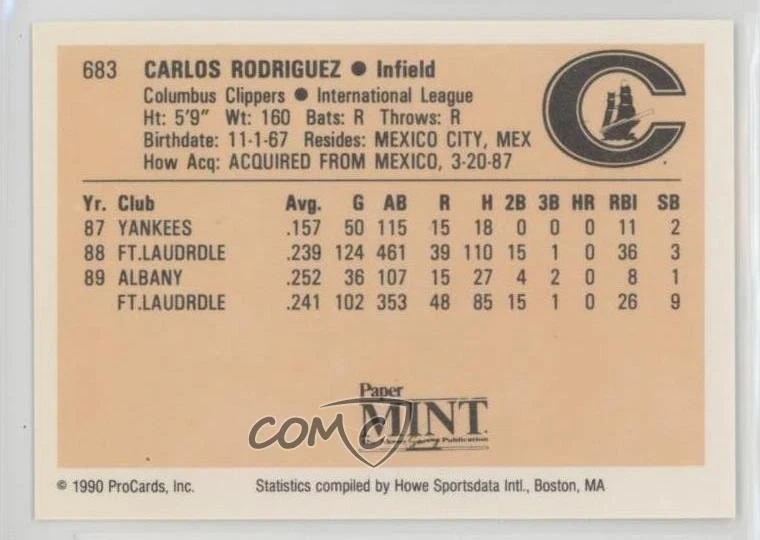 683 CARLOS RODRIGUEZ ● Infield
Columbus Clippers ● International League
Ht: 5'9" Wt: 160 Bats: R Throws: R
Birthdate: 11-1-67 Resides: MEXICO CITY, MEX
How Acq: ACQUIRED FROM MEXICO, 3-20-87
C
Yr. Club Avg. G AB R H 2B 3B HR RBI SB
87 YANKEES .157 50 115 15 18 0 0 0 11 2
88 FT.LAUDRDLE .239 124 461 39 110 15 1 0 36 3
89 ALBANY .252 36 107 15 27 4 2 0 8 1
FT.LAUDRDLE .241 102 353 48 85 15 1 0 26 9
Paper
MINT
Publication
COMC
© 1990 ProCards, Inc. Statistics compiled by Howe Sportsdata Intl., Boston, MA